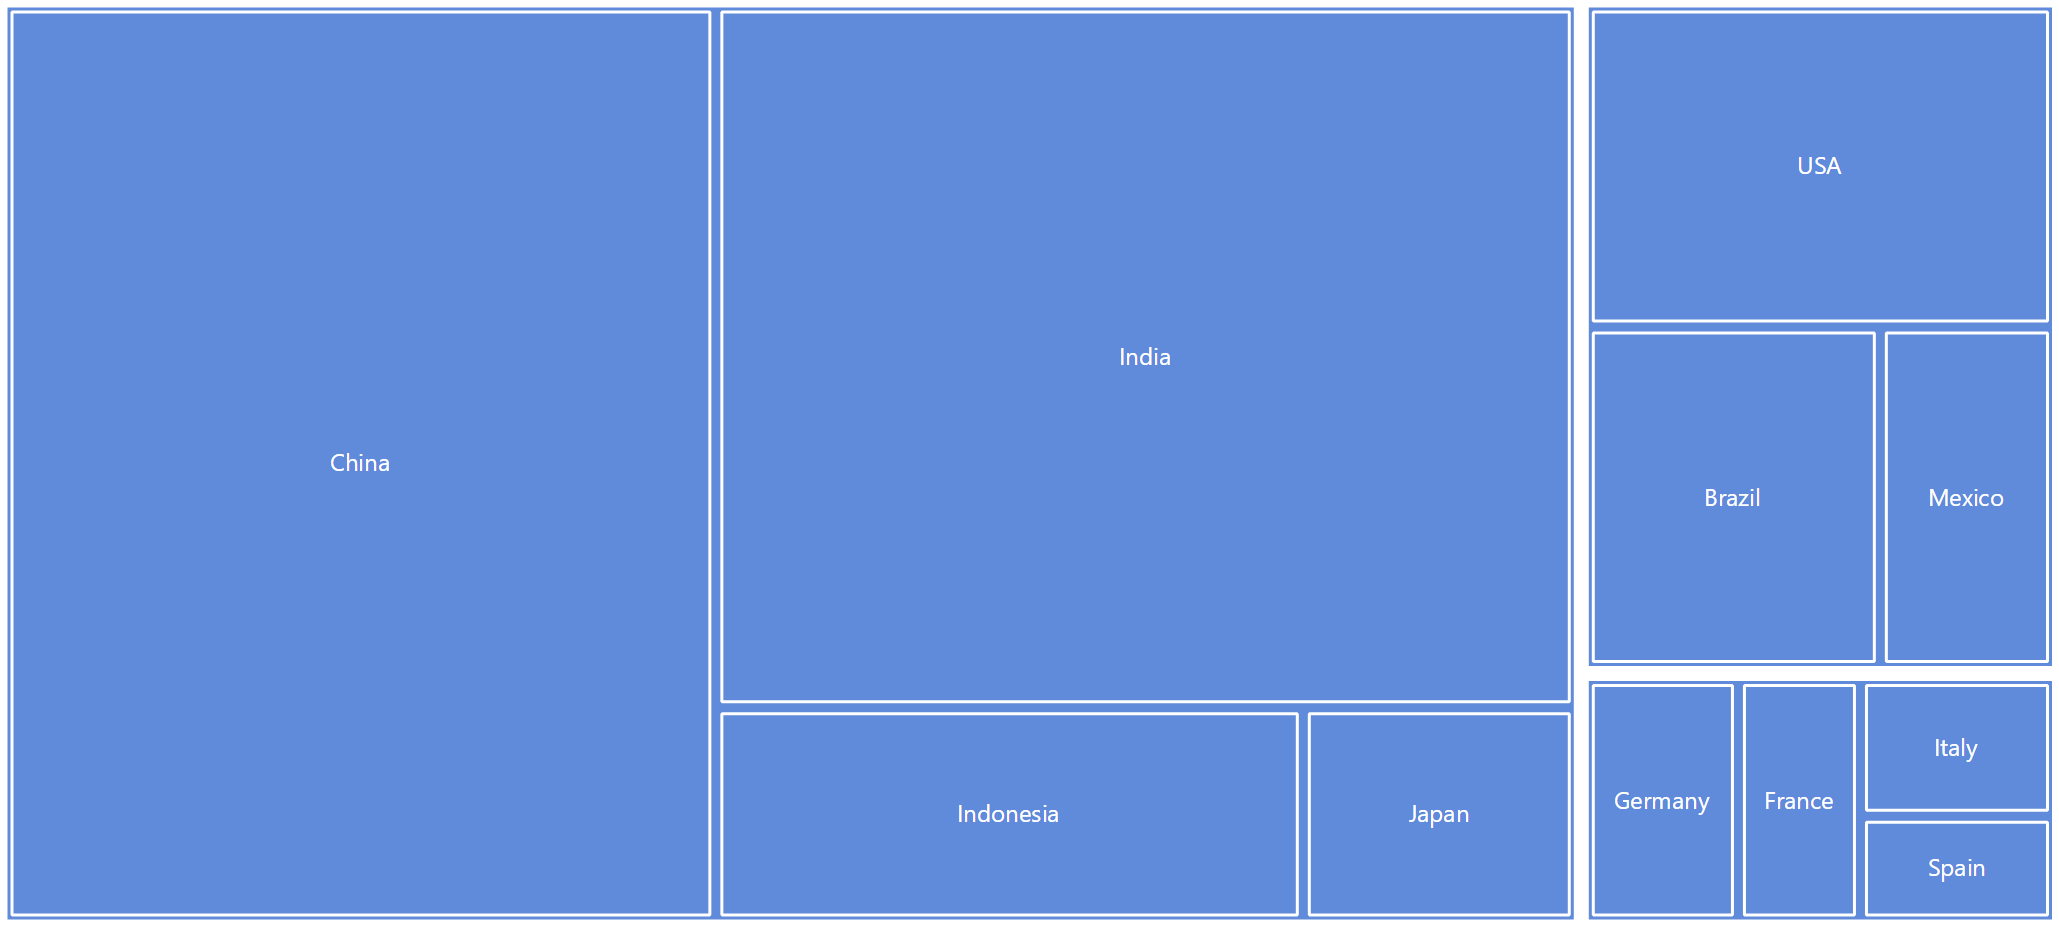 China
India
Indonesia
Japan
USA
Brazil
Mexico
Germany
France
Italy
Spain